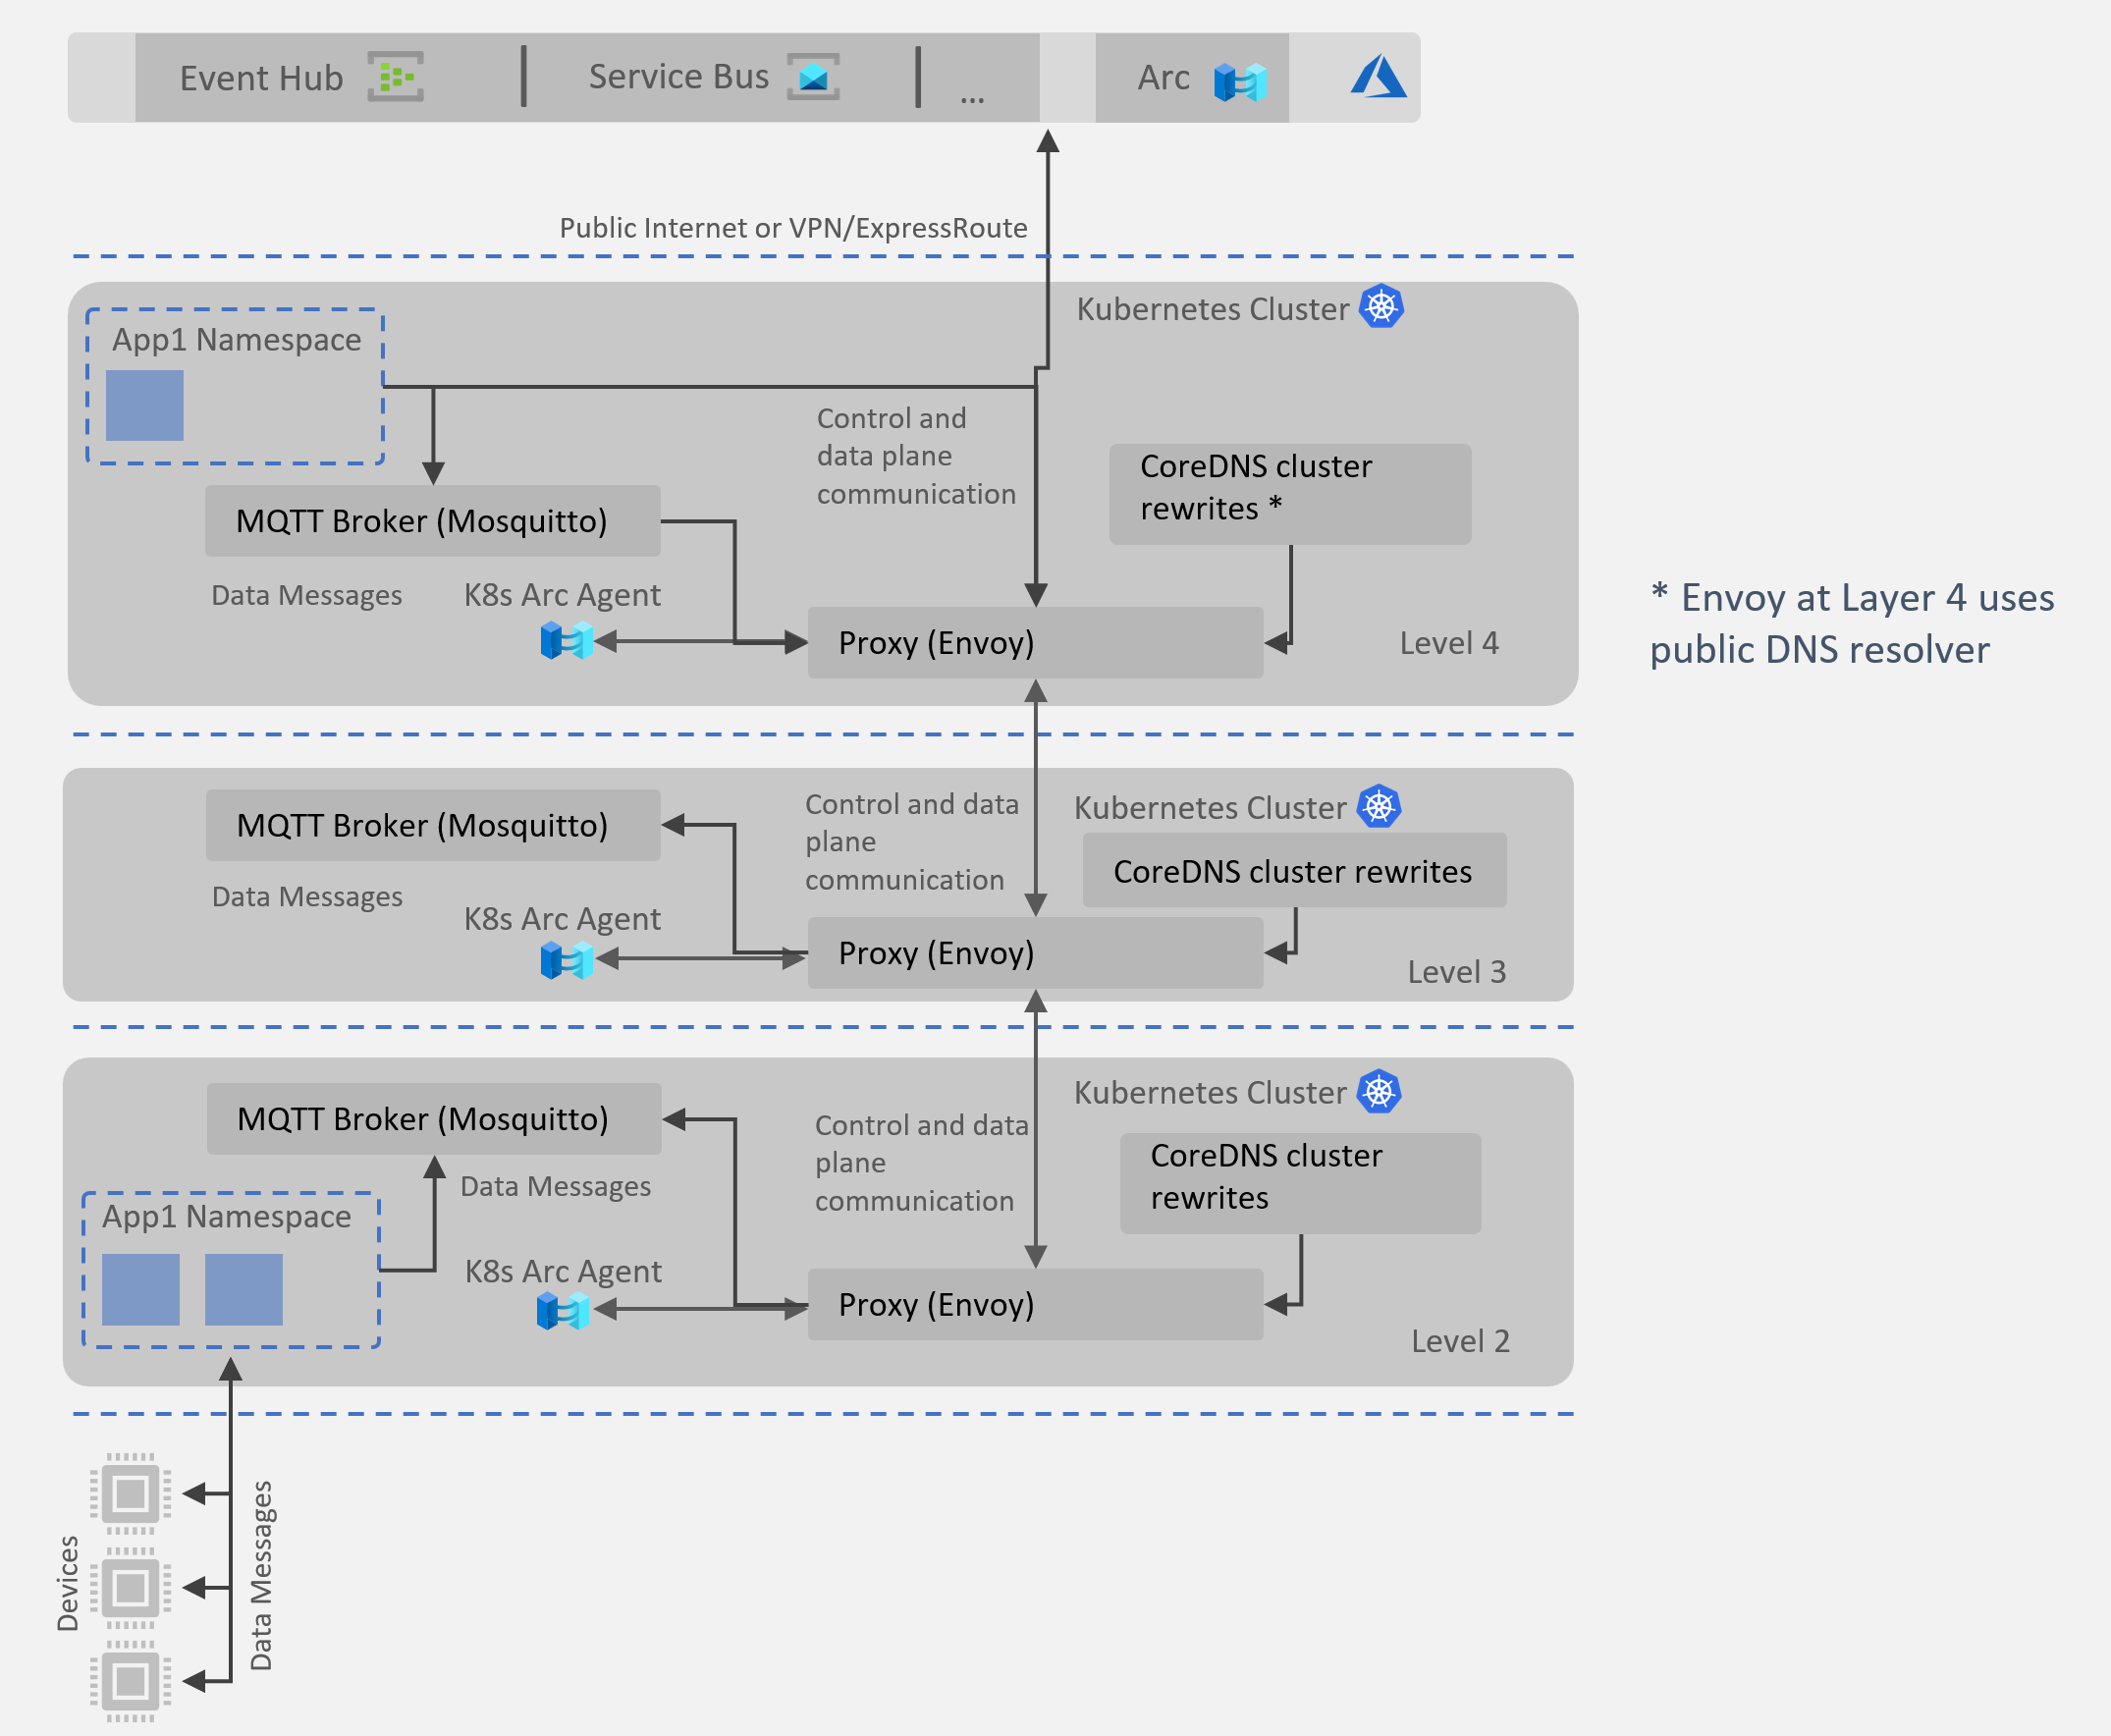 Event Hub
Service Bus
...
Arc
Public Internet or VPN/ExpressRoute
Kubernetes Cluster
App1 Namespace
Control and
data plane
communication
CoreDNS cluster
rewrites *
MQTT Broker (Mosquitto)
Data Messages
K8s Arc Agent
Proxy (Envoy)
Level 4
* Envoy at Layer 4 uses
public DNS resolver
MQTT Broker (Mosquitto)
Control and data
plane
communication
Kubernetes Cluster
CoreDNS cluster rewrites
Data Messages
K8s Arc Agent
Proxy (Envoy)
Level 3
MQTT Broker (Mosquitto)
Control and data
plane
communication
Kubernetes Cluster
CoreDNS cluster
rewrites
Data Messages
App1 Namespace
K8s Arc Agent
Proxy (Envoy)
Level 2
Devices
Data Messages